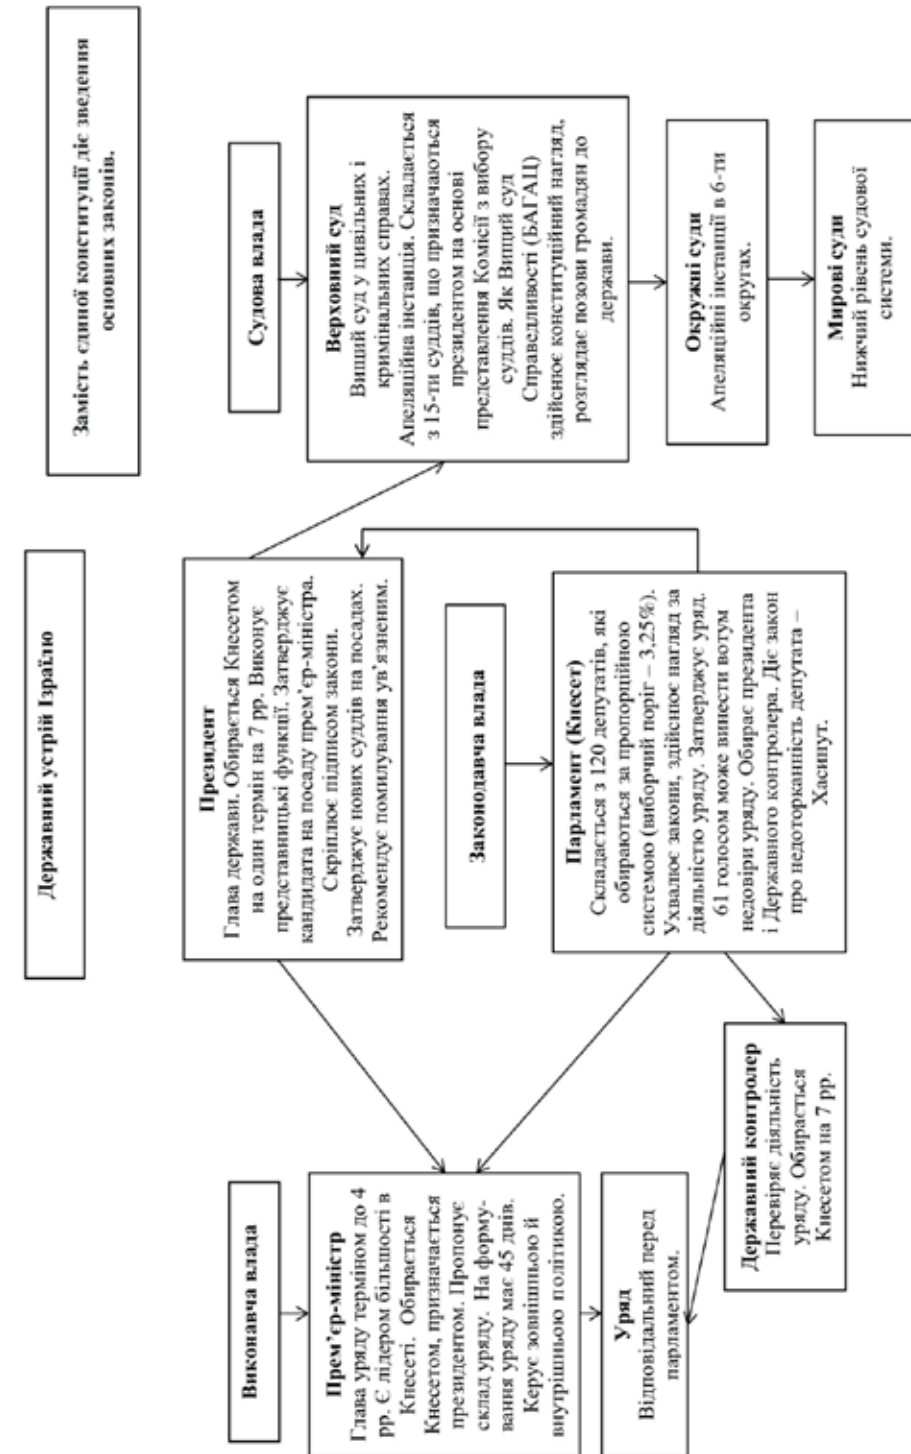 Державний устрій Ізраїлю
Замість єдиної конституції діє зведення
основних законів.
Виконавча влада
Прем’єр-міністр
Глава уряду терміном до 4
рр. Є лідером більшості в
Кнесеті. Обирається
Кнесетом, призначається
президентом. Пропонує
склад уряду. На форму-
вання уряду має 45 днів.
Керує зовнішньою й
внутрішньою політикою.
Уряд
Відповідальний перед
парламентом.
Державний контролер
Перевіряє діяльність
уряду. Обирається
Кнесетом на 7 рр.
Президент
Глава держави. Обирається Кнесетом
на один термін на 7 рр. Виконує
представницькі функції. Затверджує
кандидата на посаду прем’єр-міністра.
Скріплює підписом закони.
Затверджує нових суддів на посадах.
Рекомендує помилування ув’язненим.
Законодавча влада
Парламент (Кнесет)
Складається з 120 депутатів, які
обираються за пропорційною
системою (виборчий поріг – 3,25%).
Ухвалює закони, здійснює нагляд за
діяльністю уряду. Затверджує уряд.
61 голосом може винести вотум
недовіри уряду. Обирає президента
і Державного контролера. Діє закон
про недоторканність депутата –
Хасинут.
Судова влада
Верховний суд
Вищий суд у цивільних і
кримінальних справах.
Апеляційна інстанція. Складається
з 15-ти суддів, що призначаються
президентом на основі
представлення Комісії з вибору
суддів. Як Вищий суд
Справедливості (БАГАЦ)
здійснює конституційний нагляд,
розглядає позови громадян до
держави.
Окружні суди
Апеляційні інстанції в 6-ти
округах.
Мирові суди
Нижчий рівень судової
системи.